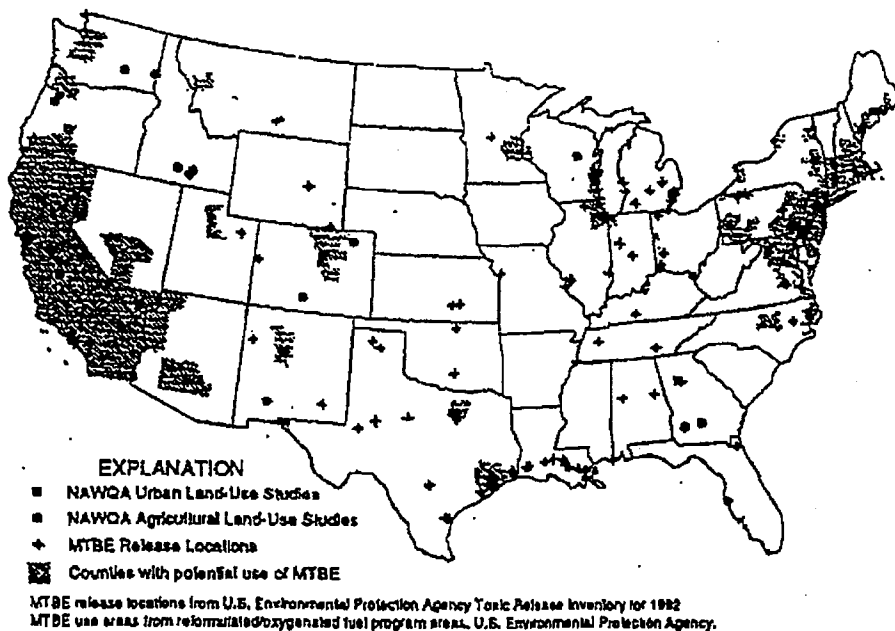 EXPLANATION
NAWQA Urban Land-Use Studies
NAWQA Agricultural Land-Use Studies
MTBE Release Locations
Counties with potential use of MTBE
MTBE release locations from U.S. Environmental Protection Agency Toxic Release Inventory for 1992
MTBE use areas from reformulated/oxygenated fuel program areas, U.S. Environmental Protection Agency.